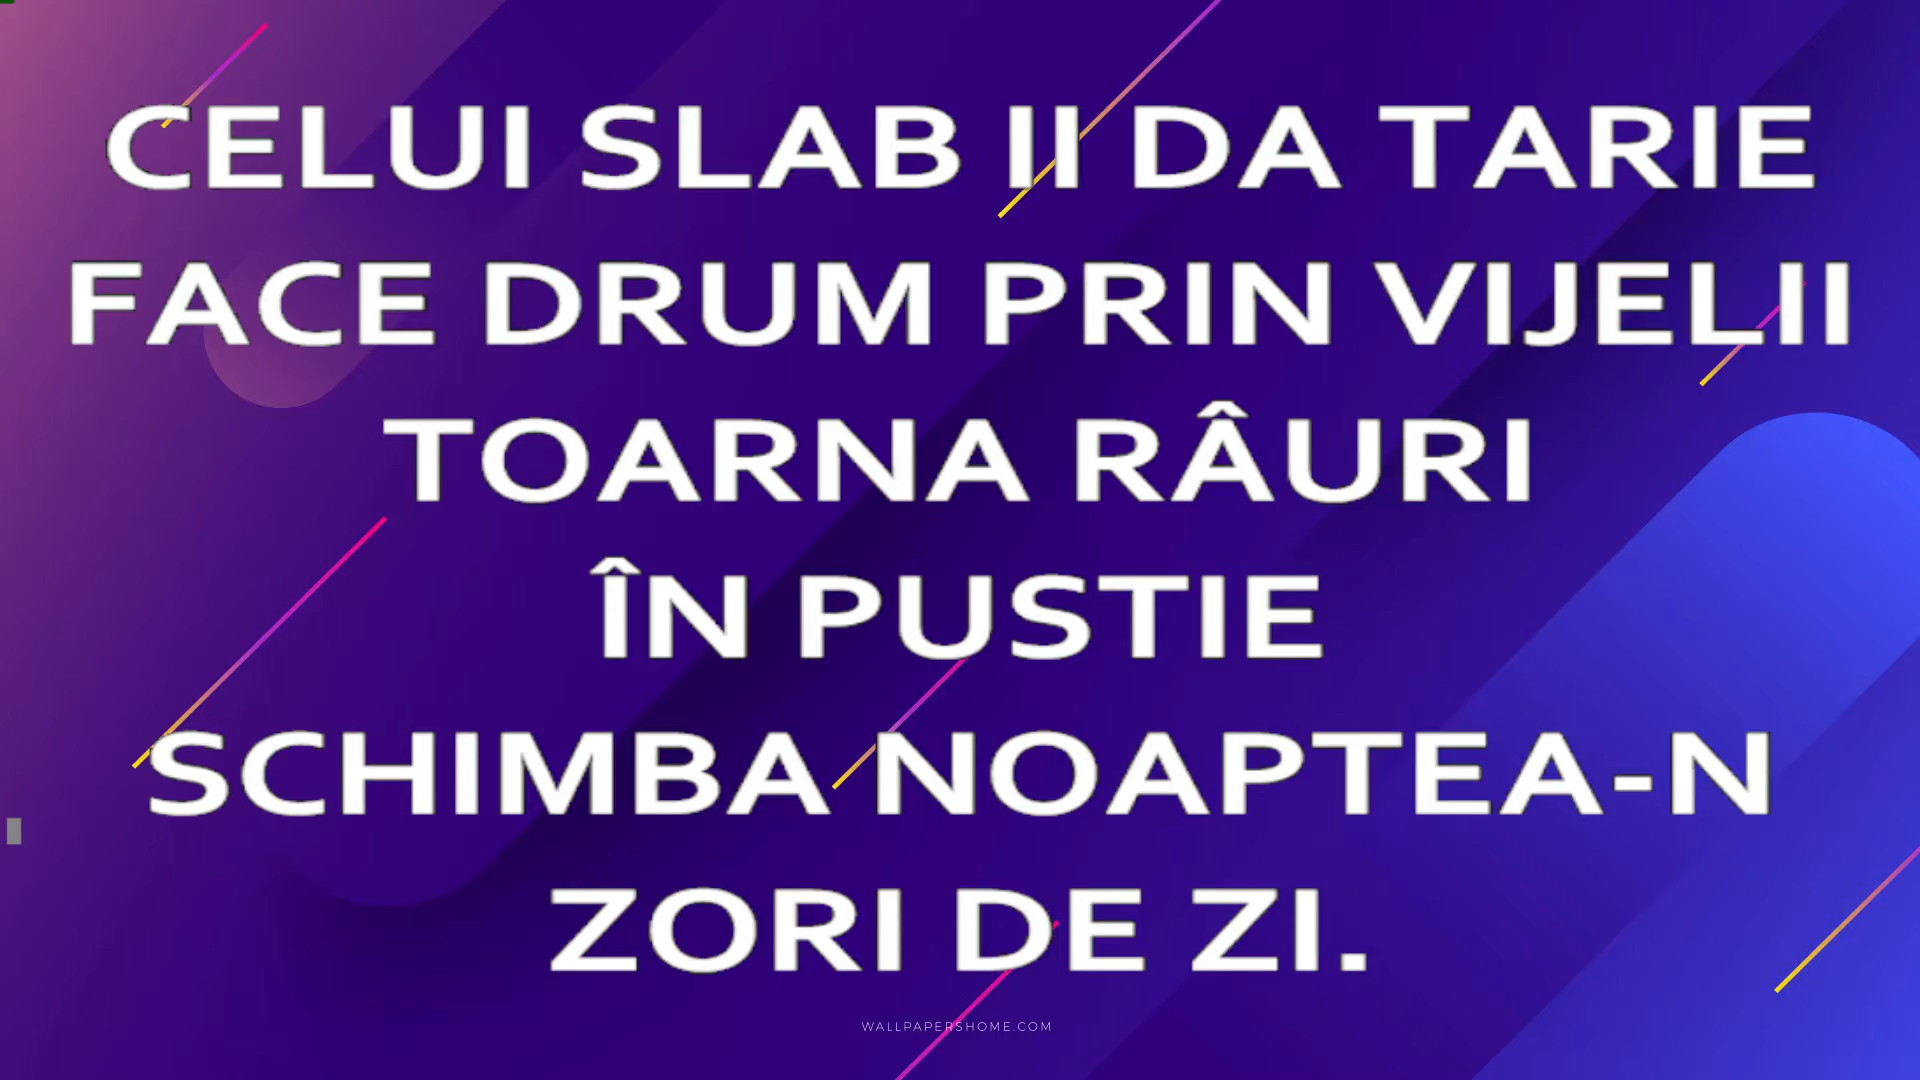 CELUI SLAB II DA TARIE
FACE DRUM PRIN VIJELII
TOARNA RÂURI
ÎN PUSTIE
SCHIMBA NOAPTEA-N
ZORI DE ZI.
WALLPAPERSHOME.COM